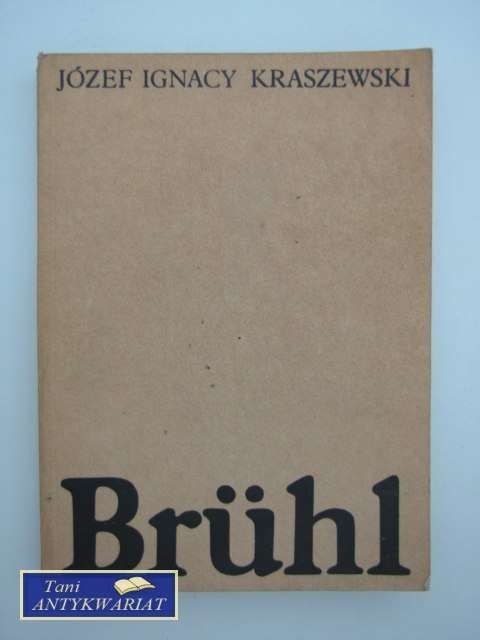 JÓZEF IGNACY KRASZEWSKI
Brühl
Tani
ANTYKWARIAT